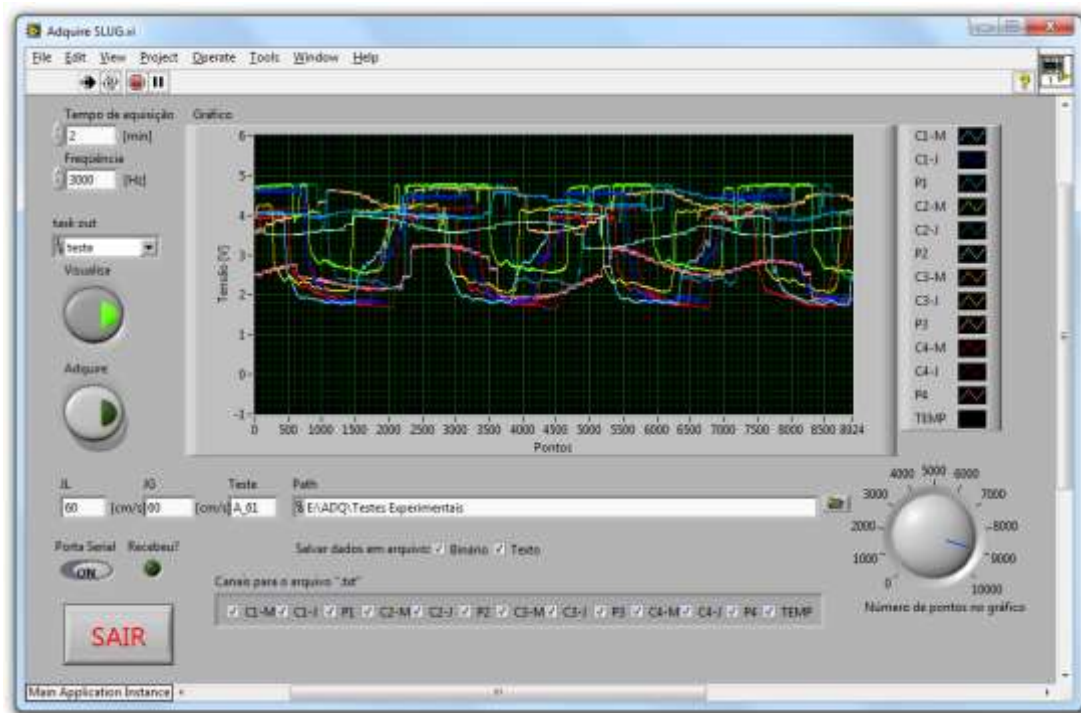 Adquire SLUG.vi
File Edit View Project Operate Tools Window Help
Tempo de aquisição
2 [min]
Freqüência
3000 [Hz]
task out
teste
Visualise
Adquire
Gráfico
Tensão [V]
6
5
4
3
2
1
0
-1
0 500 1000 1500 2000 2500 3000 3500 4000 4500 5000 5500 6000 6500 7000 7500 8000 8500 8924
Pontos
C1-M
C1-J
P1
C2-M
C2-J
P2
C3-M
C3-J
P3
C4-M
C4-J
P4
TEMP
JL JG Teste Path
60 [cm/s] 00 [cm/s] A_01 E:\ADQ\Testes Experimentais
Porta Serial Recebeu?
ON
Salvar dados em arquivo: Binário Texto
Canais para o arquivo ".txt"
C1-M C1-J P1 C2-M C2-J P2 C3-M C3-J P3 C4-M C4-J P4 TEMP
SAIR
0 1000 2000 3000 4000 5000 6000 7000 8000 9000 10000
Número de pontos no gráfico
Main Application Instance